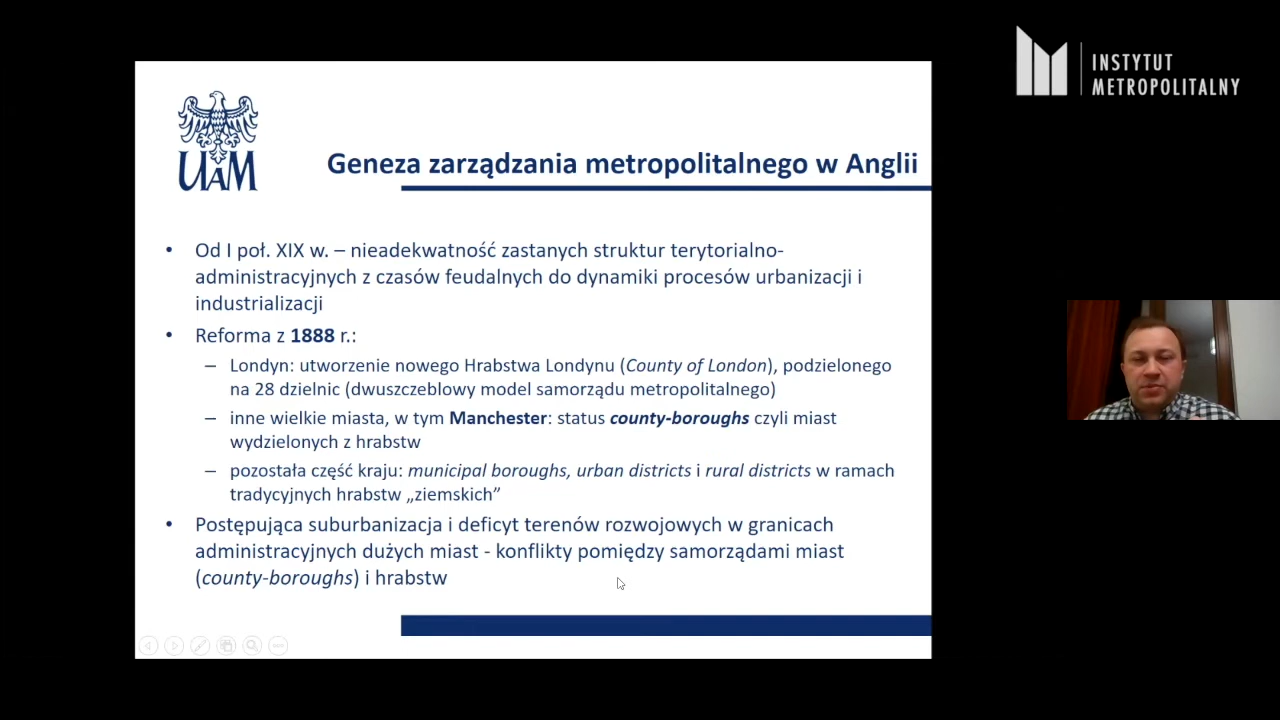 INSTYTUT
METROPOLITALNY
UAM
Geneza zarządzania metropolitalnego w Anglii
• Od I poł. XIX w. – nieadekwatność zastanych struktur terytorialno-
administracyjnych z czasów feudalnych do dynamiki procesów urbanizacji i
industrializacji
• Reforma z 1888 r.:
– Londyn: utworzenie nowego Hrabstwa Londynu (County of London), podzielonego
na 28 dzielnic (dwuszczeblowy model samorządu metropolitalnego)
– inne wielkie miasta, w tym Manchester: status county-boroughs czyli miast
wydzielonych z hrabstw
– pozostała część kraju: municipal boroughs, urban districts i rural districts w ramach
tradycyjnych hrabstw „ziemskich”
• Postępująca suburbanizacja i deficyt terenów rozwojowych w granicach
administracyjnych dużych miast - konflikty pomiędzy samorządami miast
(county-boroughs) i hrabstw